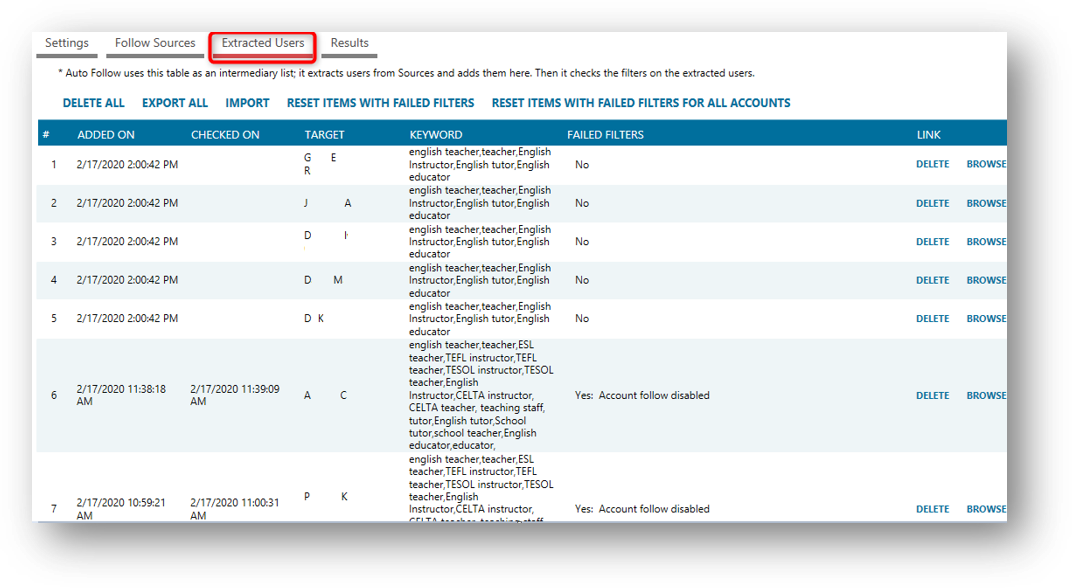 Settings Follow Sources Extracted Users Results
* Auto Follow uses this table as an intermediary list; it extracts users from Sources and adds them here. Then it checks the filters on the extracted users.
DELETE ALL EXPORT ALL IMPORT RESET ITEMS WITH FAILED FILTERS RESET ITEMS WITH FAILED FILTERS FOR ALL ACCOUNTS
# ADDED ON CHECKED ON TARGET KEYWORD FAILED FILTERS LINK
english teacher,teacher,English
1 2/17/2020 2:00:42 PM G E Instructor,English tutor,English No DELETE BROWSE
R educator
english teacher,teacher,English
2 2/17/2020 2:00:42 PM J A Instructor,English tutor,English No DELETE BROWSE
educator
english teacher,teacher,English
3 2/17/2020 2:00:42 PM D Instructor,English tutor,English No DELETE BROWSE
educator
english teacher,teacher,English
4 2/17/2020 2:00:42 PM D M Instructor,English tutor,English No DELETE BROWSE
educator
english teacher,teacher,English
5 2/17/2020 2:00:42 PM D K Instructor,English tutor,English No DELETE BROWSE
educator
english teacher,teacher,ESL
teacher,TEFL instructor,TEFL
teacher,TESOL instructor,TESOL
teacher,English
6 2/17/2020 11:38:18 AM 2/17/2020 11:39:09 AM A C Instructor,CELTA instructor, Yes: Account follow disabled DELETE BROWSE
CELTA teacher, teaching staff,
tutor,English tutor,School
tutor,school teacher,English
educator,educator,
english teacher,teacher,ESL
teacher,TEFL instructor,TEFL
teacher,TESOL instructor,TESOL
teacher,English
7 2/17/2020 10:59:21 AM 2/17/2020 11:00:31 AM P K Instructor,CELTA instructor, Yes: Account follow disabled DELETE BROWSE
CELTA teacher, teaching staff,